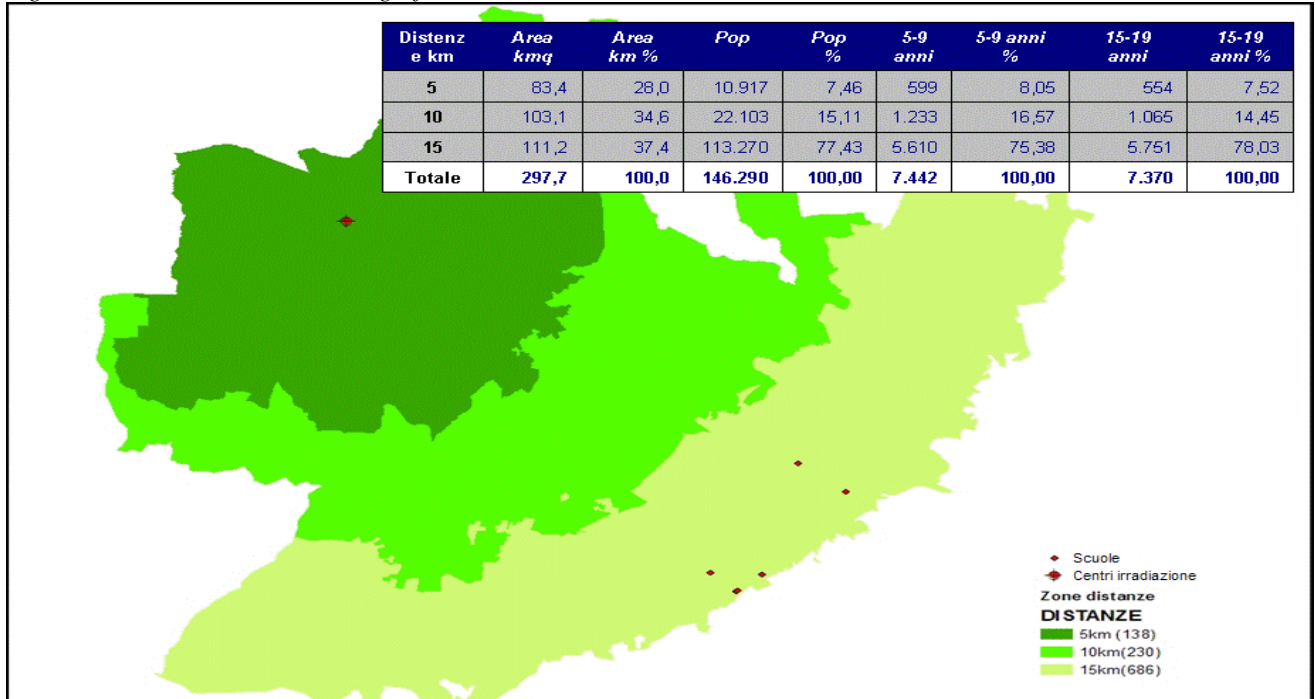 Distenz e km Area kmq Area km % Pop Pop % 5-9 anni 5-9 anni % 15-19 anni 15-19 anni %
5 83,4 28,0 10.917 7,46 599 8,05 554 7,52
10 103,1 34,6 22.103 15,11 1.233 16,57 1.065 14,45
15 111,2 37,4 113.270 77,43 5.610 75,38 5.751 78,03
Totale 297,7 100,0 146.290 100,00 7.442 100,00 7.370 100,00
Scuole
Centri irradiazione
Zone distanze
DISTANZE
5km (138)
10km(230)
15km(686)